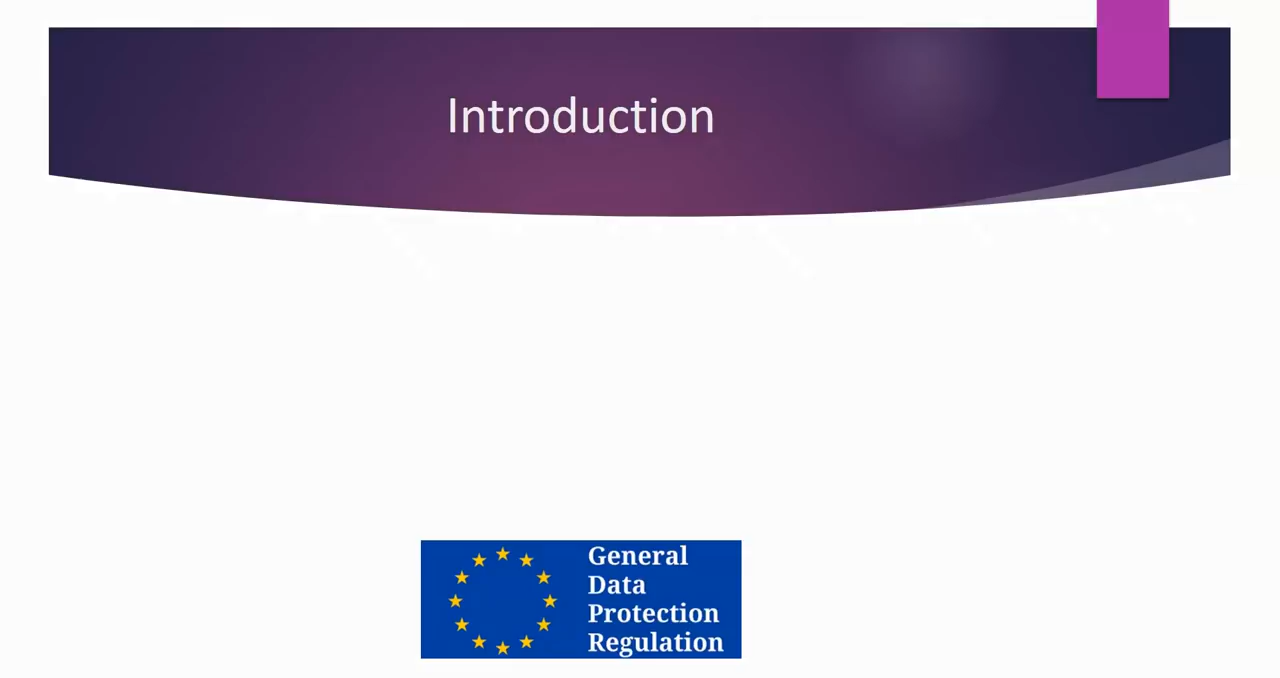 Introduction
General
Data
Protection
Regulation